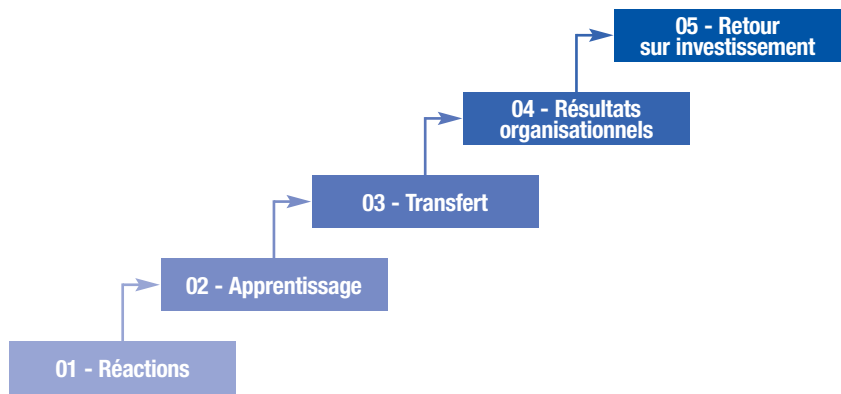 05 - Retour
sur investissement
04 - Résultats
organisationnels
03 - Transfert
02 - Apprentissage
01 - Réactions